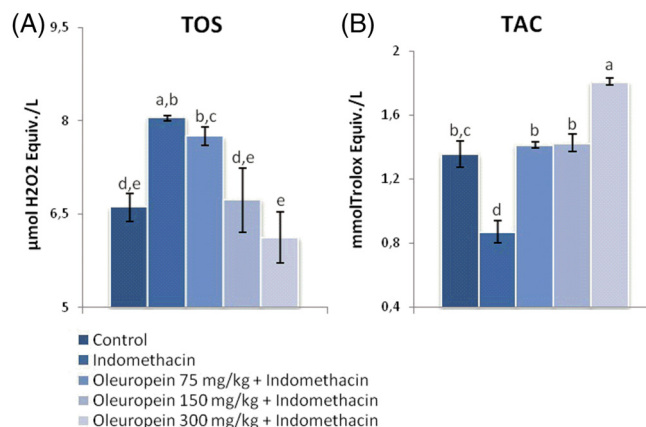 (A)
TOS
9,5
8
6,5
5
µmol H2O2 Equiv./L
d,e
a,b
b,c
d,e
e
(B)
TAC
2
1,6
1,2
0,8
0,4
mmolTrolox Equiv./L
b,c
d
b
b
a
Control
Indomethacin
Oleuropein 75 mg/kg + Indomethacin
Oleuropein 150 mg/kg + Indomethacin
Oleuropein 300 mg/kg + Indomethacin